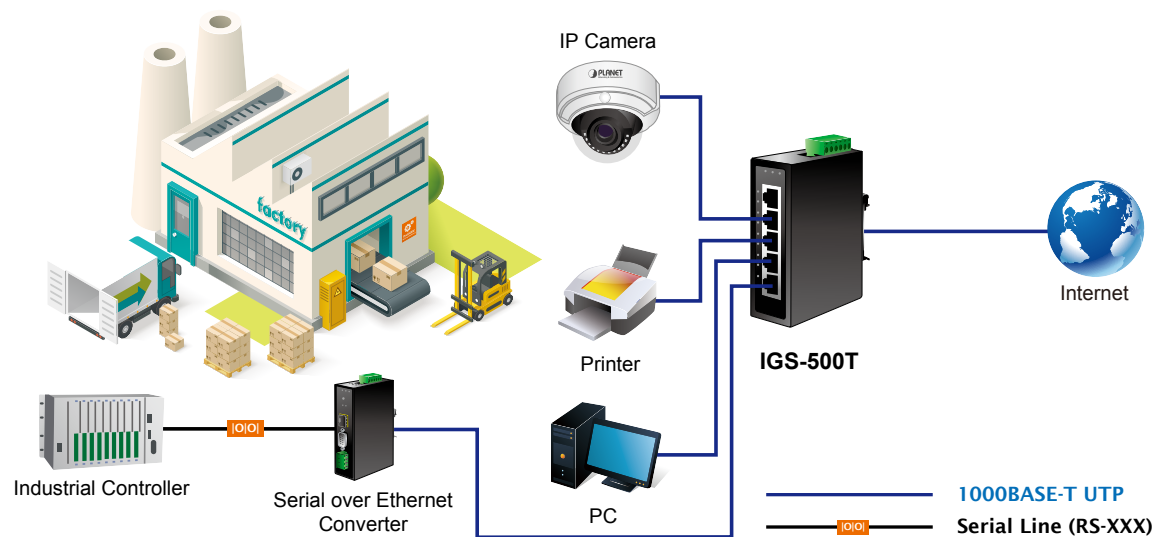 IP Camera
PLANET
factory
Internet
Printer
IGS-500T
|O|O|
Industrial Controller
Serial over Ethernet
Converter
PC
1000BASE-T UTP
|O|O|
Serial Line (RS-XXX)